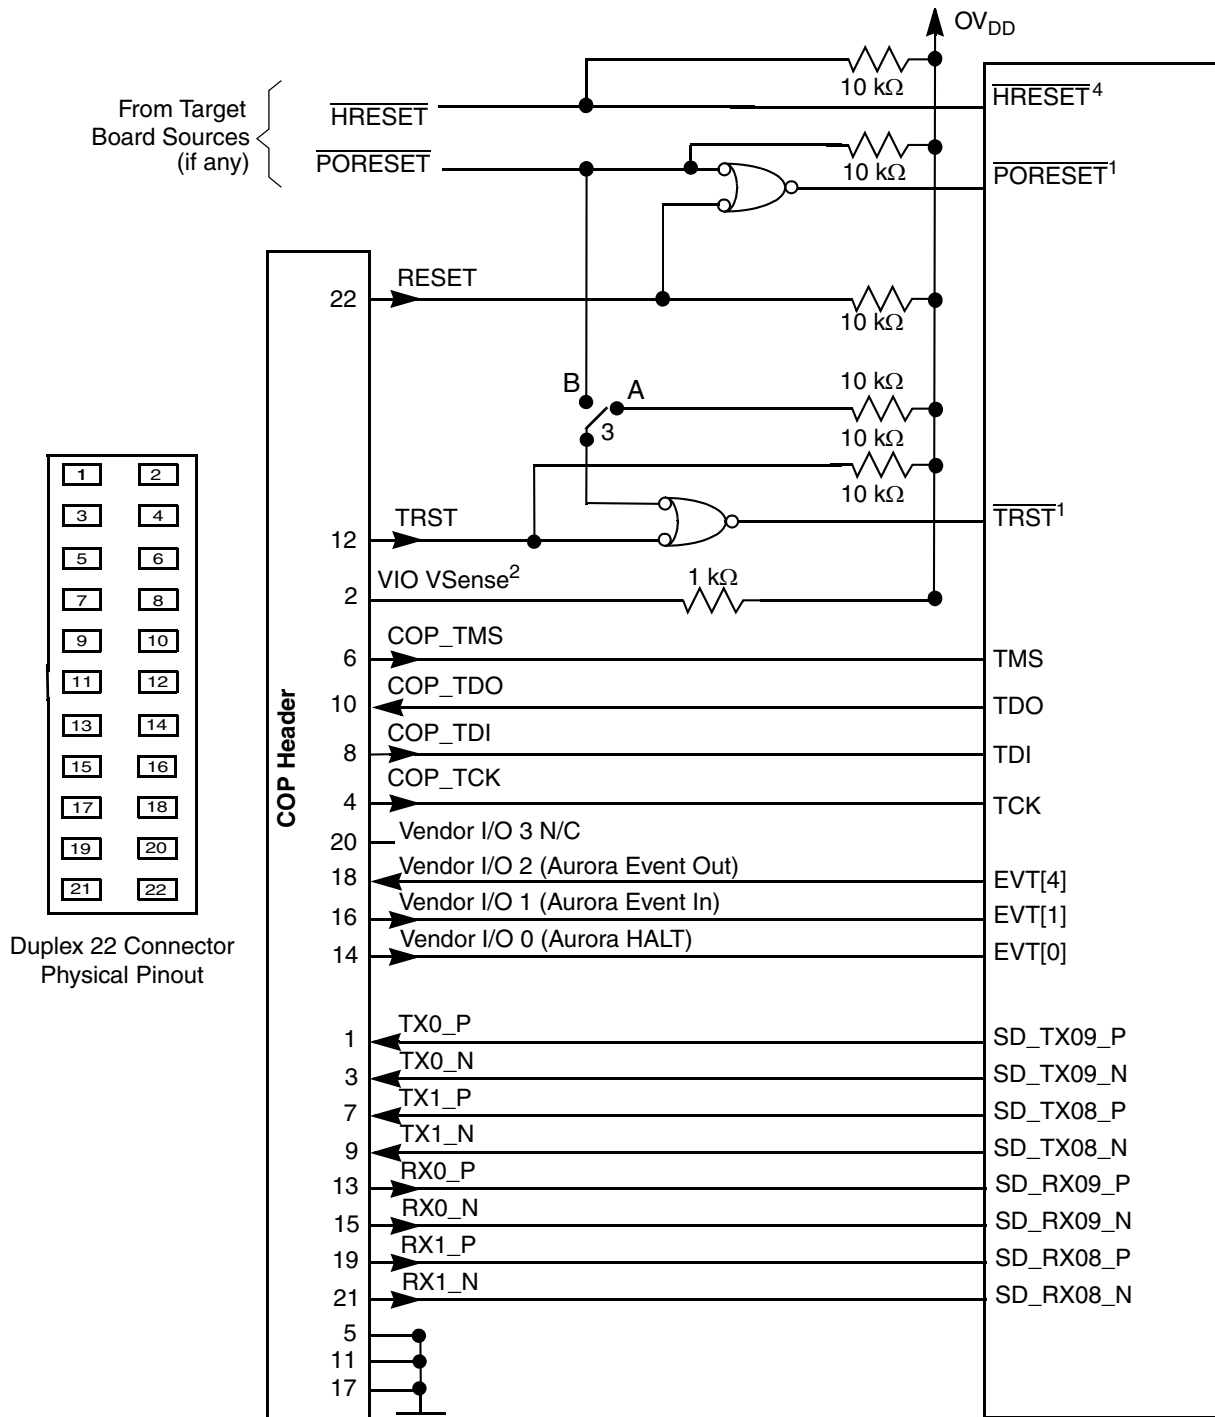 OVDD
10 kΩ
From Target
Board Sources
(if any)
HRESET
HRESET4
PORESET
10 kΩ
PORESET1
22
RESET
10 kΩ
B
A
10 kΩ
3
10 kΩ
10 kΩ
12
TRST
TRST1
2
VIO VSense2
1 kΩ
6
COP_TMS
TMS
10
COP_TDO
TDO
8
COP_TDI
TDI
4
COP_TCK
TCK
20
Vendor I/O 3 N/C
18
Vendor I/O 2 (Aurora Event Out)
EVT[4]
16
Vendor I/O 1 (Aurora Event In)
EVT[1]
14
Vendor I/O 0 (Aurora HALT)
EVT[0]
1
TX0_P
SD_TX09_P
3
TX0_N
SD_TX09_N
7
TX1_P
SD_TX08_P
9
TX1_N
SD_TX08_N
13
RX0_P
SD_RX09_P
15
RX0_N
SD_RX09_N
19
RX1_P
SD_RX08_P
21
RX1_N
SD_RX08_N
5
11
17
COP Header
1 2
3 4
5 6
7 8
9 10
11 12
13 14
15 16
17 18
19 20
21 22
Duplex 22 Connector
Physical Pinout